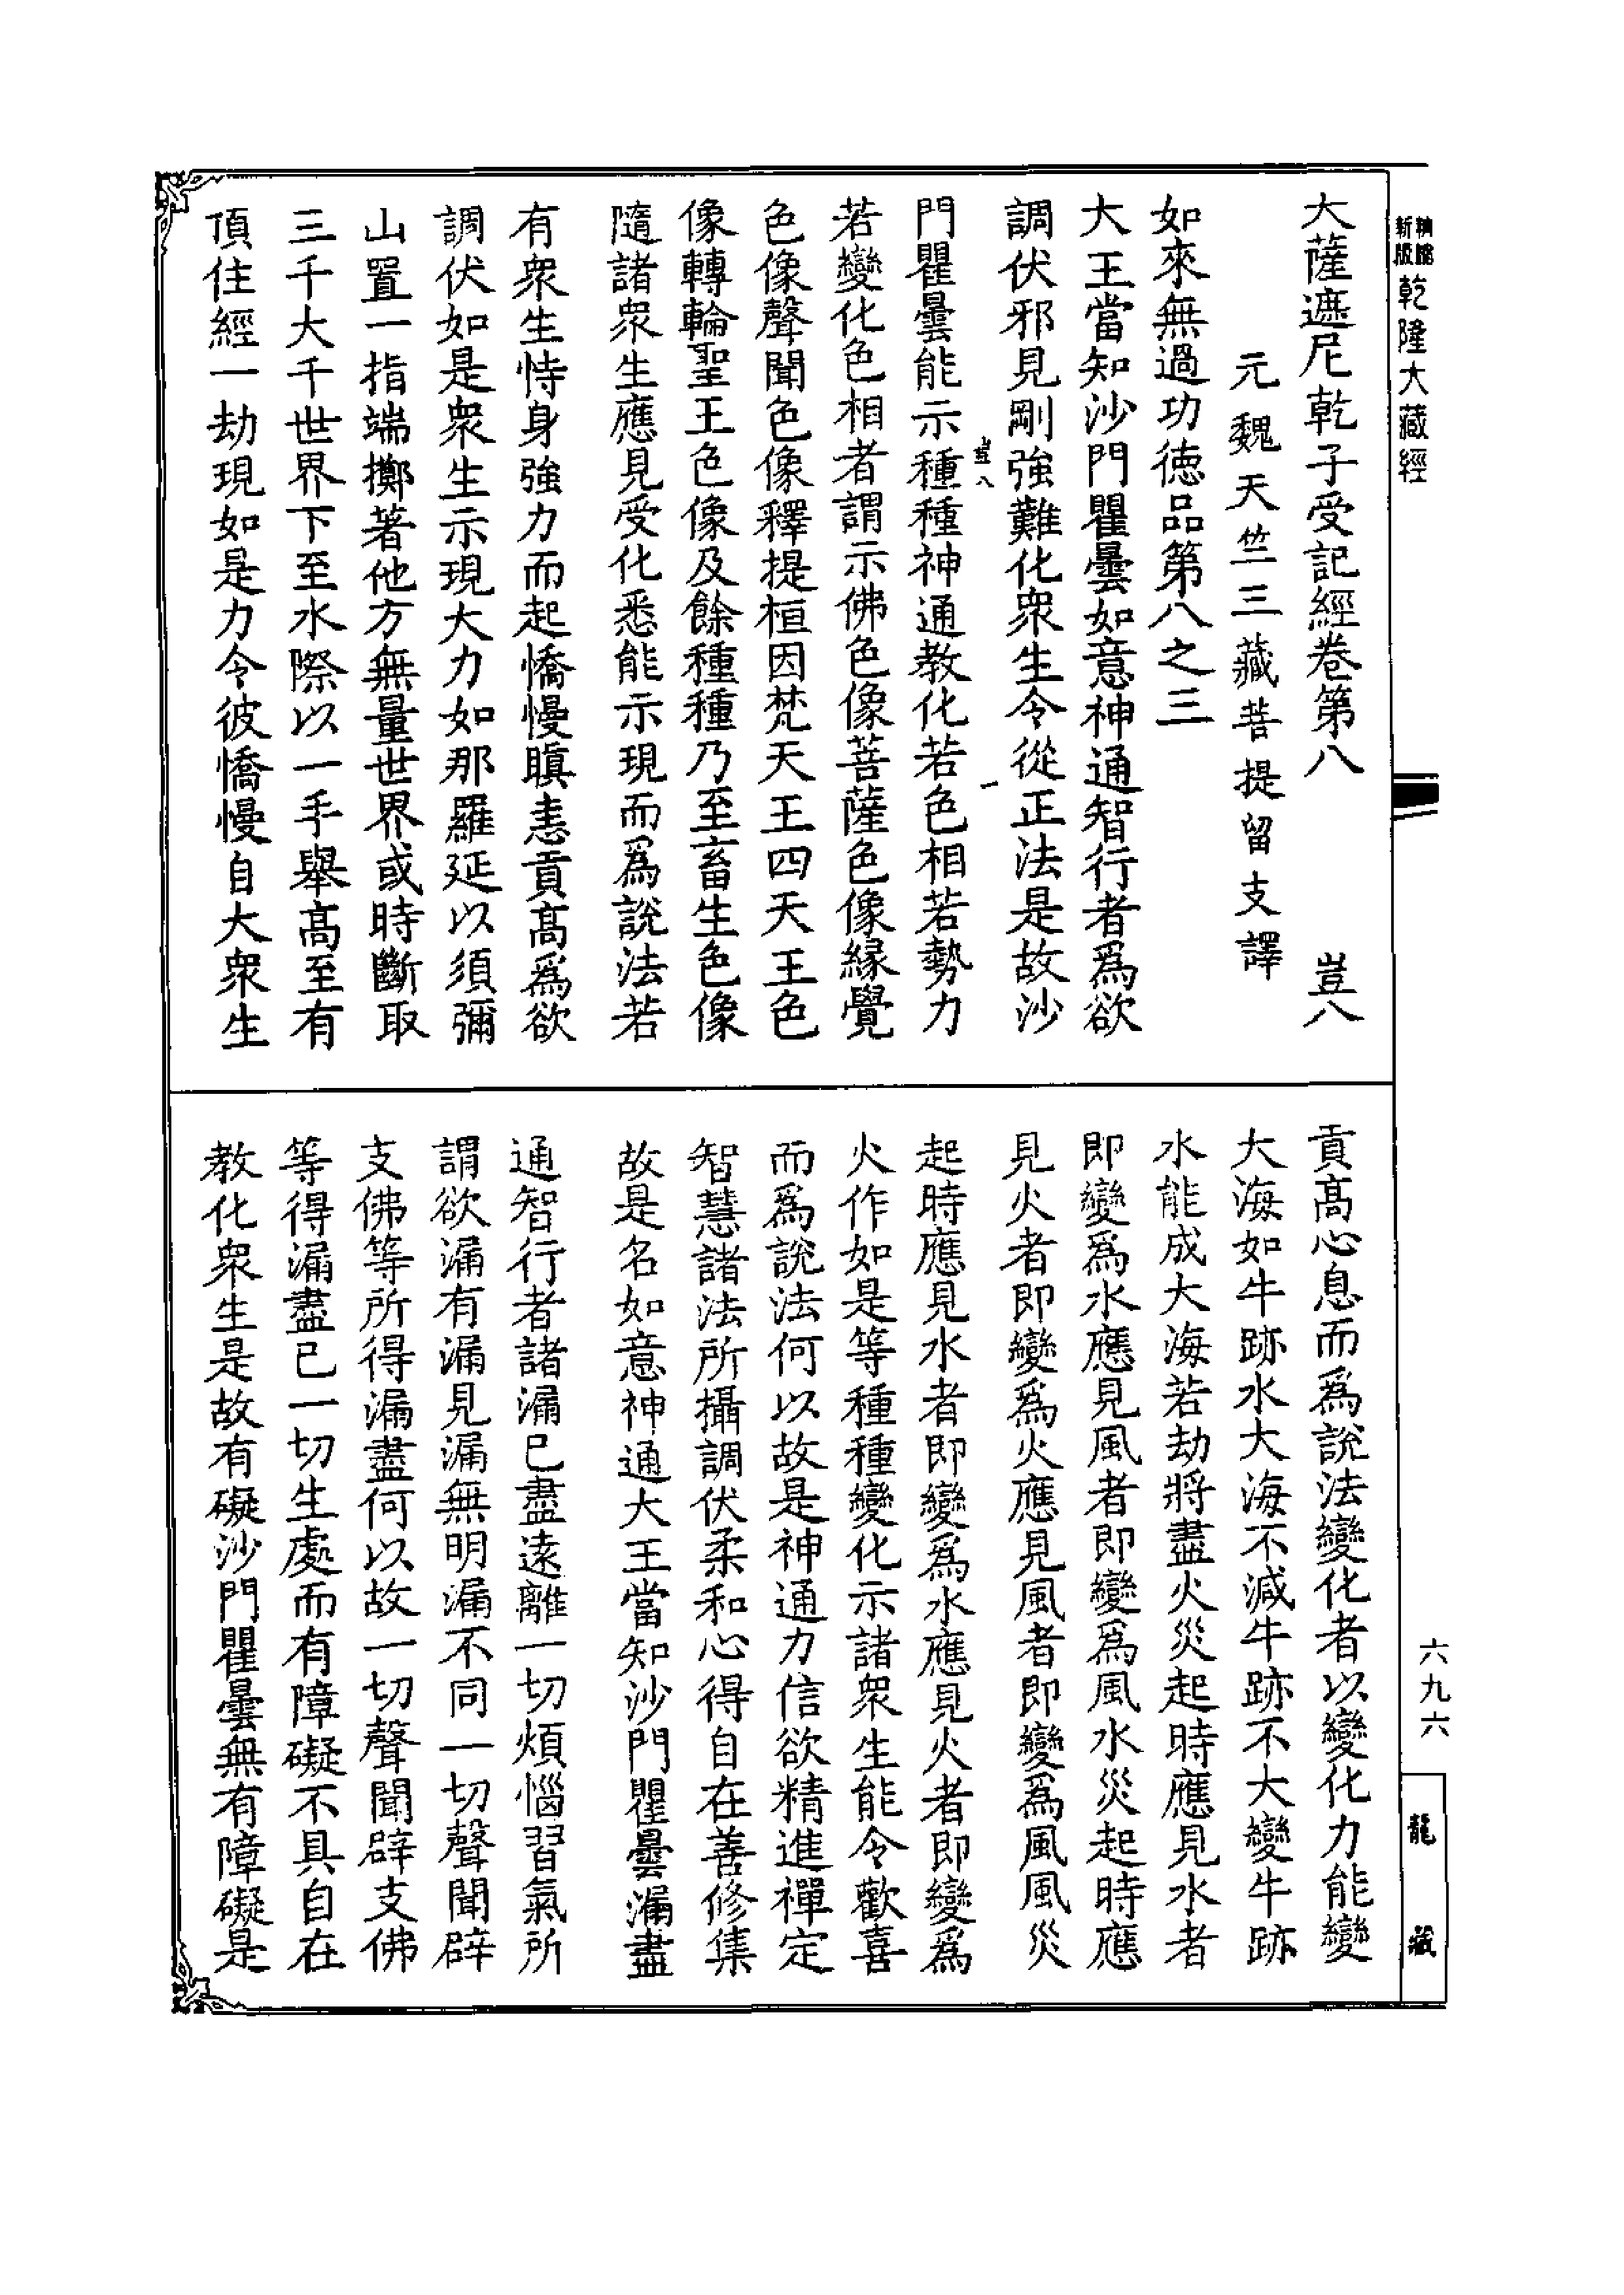 新版
乾隆大藏經
大薩遮尼乾子受記經卷第八 豈八
元魏天竺三藏菩提留支譯
如來無過功德品第八之三
大王當知沙門瞿曇如意神通智行者爲欲
調伏邪見剛強難化衆生令從正法是故沙
豈八 一
門瞿曇能示種種神通教化若色相若勢力
若變化色相者謂示佛色像菩薩色像緣覺
色像聲聞色像釋提桓因梵天王四天王色
像轉輪聖王色像及餘種種乃至畜生色像
隨諸衆生應見受化悉能示現而爲說法若
有衆生恃身強力而起憍慢瞋恚貢高爲欲
調伏如是衆生示現大力如那羅延以須彌
山置一指端擲著他方無量世界或時斷取
三千大千世界下至水際以一手舉高至有
頂住經一劫現如是力令彼憍慢自大衆生
貢高心息而爲說法變化者以變化力能變
大海如牛跡水大海不減牛跡不大變牛跡
水能成大海若劫將盡火災起時應見水者
即變爲水應見風者即變爲風水災起時應
見火者即變爲火應見風者即變爲風風災
起時應見水者即變爲水應見火者即變爲
火作如是等種種變化示諸衆生能令歡喜
而爲說法何以故是神通力信欲精進禪定
智慧諸法所攝調伏柔和心得自在善修集
故是名如意神通大王當知沙門瞿曇漏盡
通智行者諸漏已盡遠離一切煩惱習氣所
謂欲漏有漏見漏無明漏不同一切聲聞辟
支佛等所得漏盡何以故一切聲聞辟支佛
等得漏盡已一切生處而有障礙不具自在
教化衆生是故有礙沙門瞿曇無有障礙是
六九六
龍藏